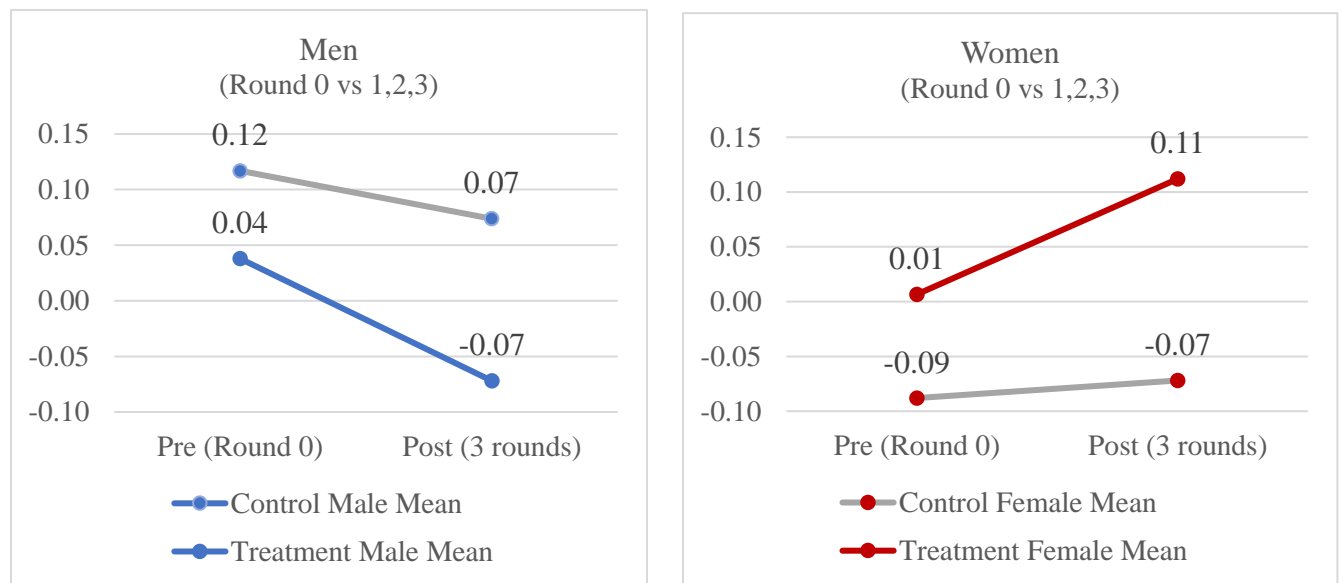 Men
(Round 0 vs 1,2,3)
0.15
0.10
0.05
0.00
-0.05
-0.10
0.12
0.07
0.04
-0.07
Pre (Round 0)
Post (3 rounds)
Control Male Mean
Treatment Male Mean
Women
(Round 0 vs 1,2,3)
0.15
0.10
0.05
0.00
-0.05
-0.10
0.11
0.01
-0.09
-0.07
Pre (Round 0)
Post (3 rounds)
Control Female Mean
Treatment Female Mean